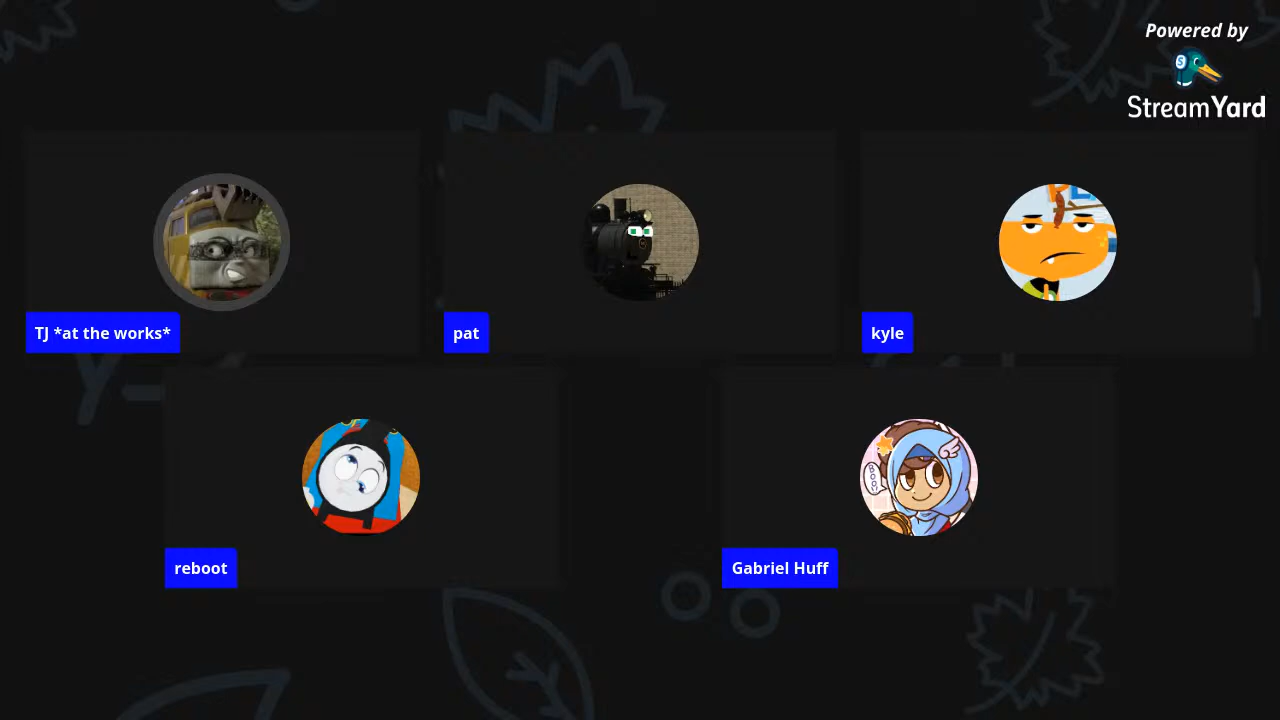 Powered by
StreamYard
TJ *at the works*
pat
kyle
reboot
Gabriel Huff